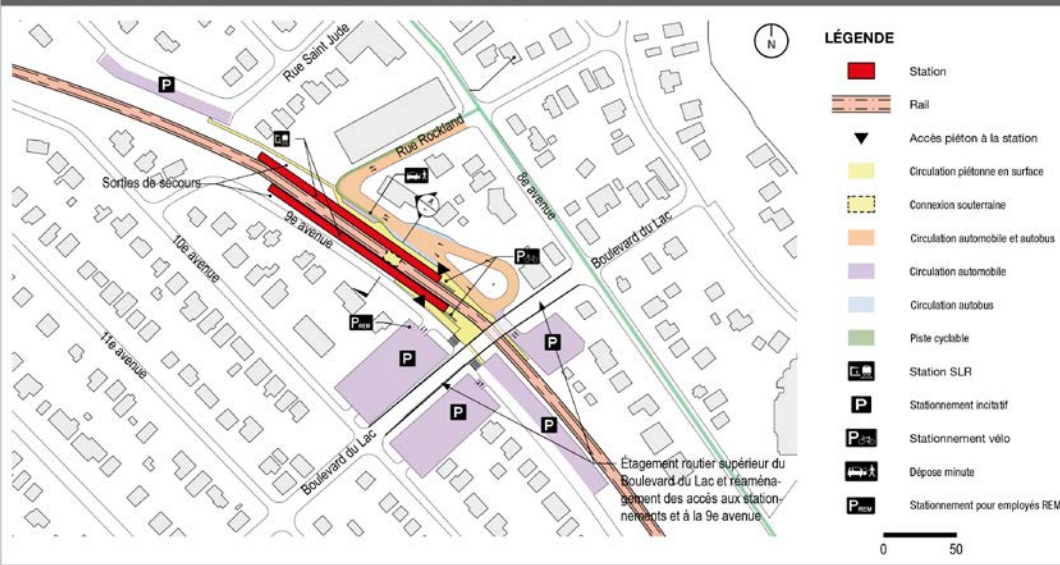 N
P
Rue Saint Jude
Rue Rockland
8e avenue
Boulevard du Lac
Sorties de secours
A
9e avenue
10e avenue
11e avenue
P
PREM
P
P
P
P
Boulevard du Lac
Étagement routier supérieur du
Boulevard du Lac et réaména-
gement des accès aux station-
nements et à la 9e avenue
LÉGENDE
Station
Rail
Accès piéton à la station
Circulation piétonne en surface
Connexion souterraine
Circulation automobile et autobus
Circulation automobile
Circulation autobus
Piste cyclable
Station SLR
P Stationnement incitatif
P Stationnement vélo
Dépose minute
PREM Stationnement pour employés REM
0 50